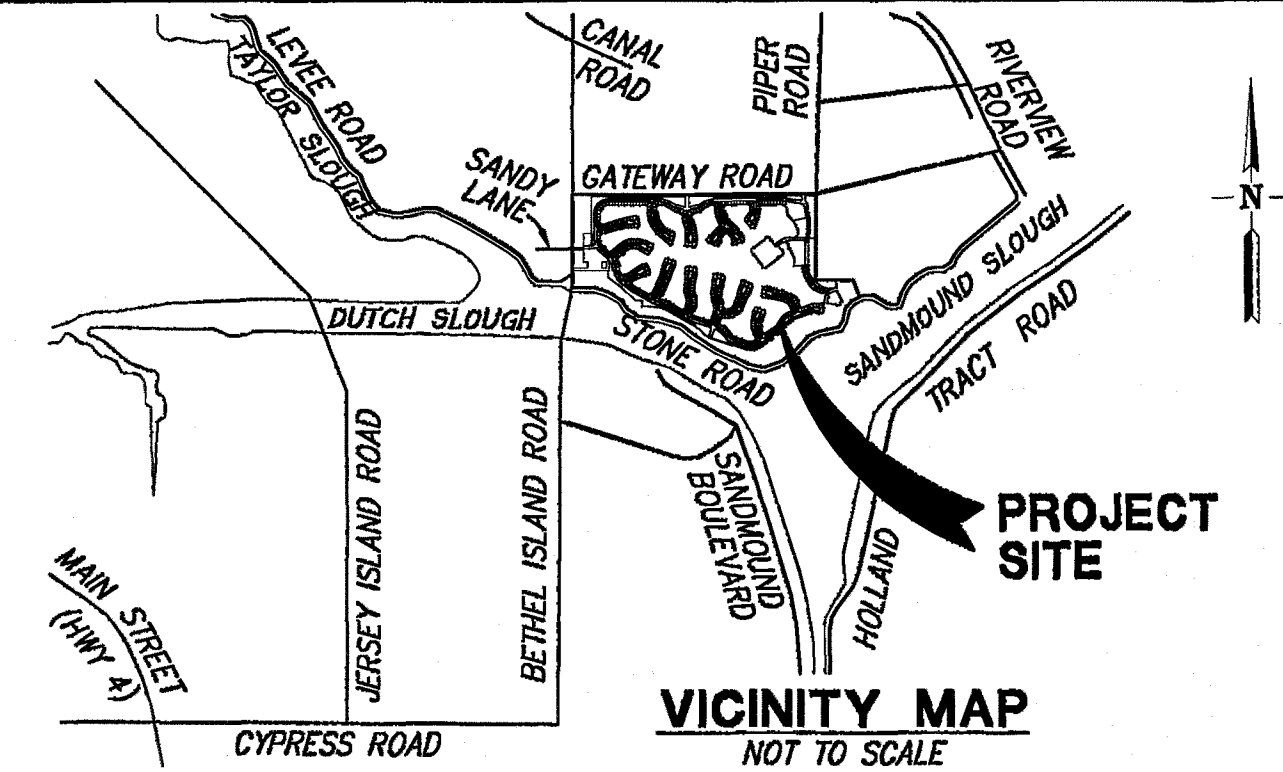 LEVEE ROAD
TAYLOR SLOUGH
CANAL
ROAD
PIPER
ROAD
RIVERVIEW
ROAD
SANDY
LANE
GATEWAY ROAD
N
DUTCH SLOUGH
STONE ROAD
SANDMOUND SLOUGH
TRACT ROAD
HOLLAND
JERSEY ISLAND ROAD
BETHEL ISLAND ROAD
SANDMOUND
BOULEVARD
PROJECT
SITE
MAIN STREET
(HWY 4)
CYPRESS ROAD
VICINITY MAP
NOT TO SCALE